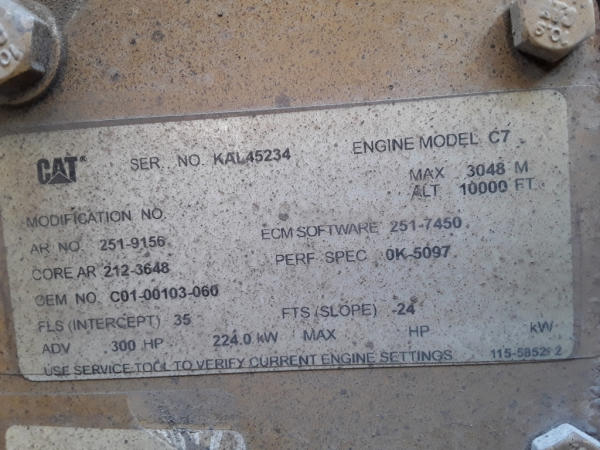 CAT SER. NO. KAL45234 ENGINE MODEL C7
MAX 3048 M
ALT 10000 FT.
MODIFICATION NO.
AR NO. 251-9156 ECM SOFTWARE 251-7450
CORE AR 212-3648 PERF SPEC 0K-5097
OEM NO. C01-00103-060
FLS (INTERCEPT) 35 FTS (SLOPE) -24
ADV 300 HP 224.0 kW MAX HP kW
USE SERVICE TOOL TO VERIFY CURRENT ENGINE SETTINGS